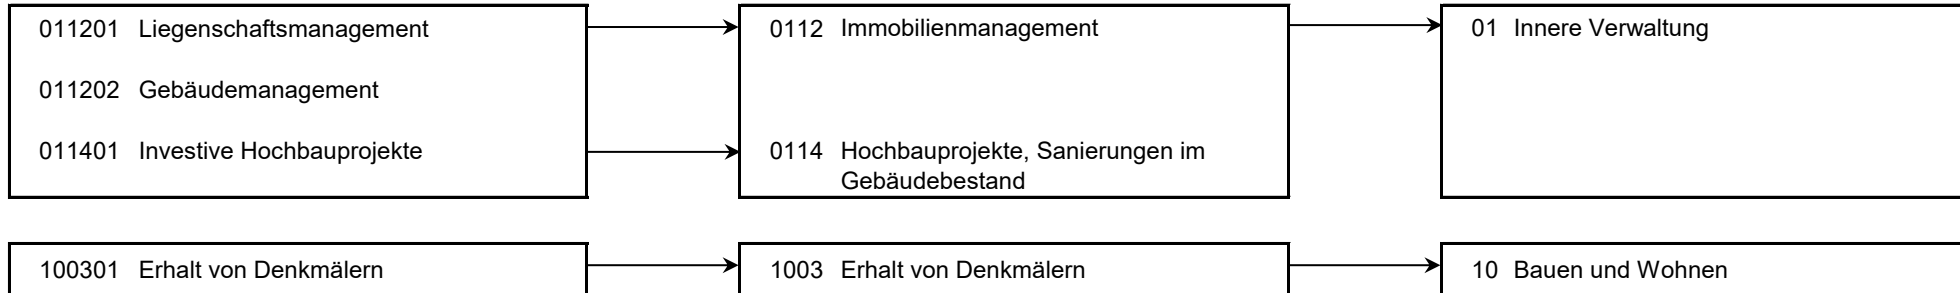 011201 Liegenschaftsmanagement 0112 Immobilienmanagement 01 Innere Verwaltung
011202 Gebäudemanagement
011401 Investive Hochbauprojekte 0114 Hochbauprojekte, Sanierungen im
Gebäudebestand
100301 Erhalt von Denkmälern 1003 Erhalt von Denkmälern 10 Bauen und Wohnen